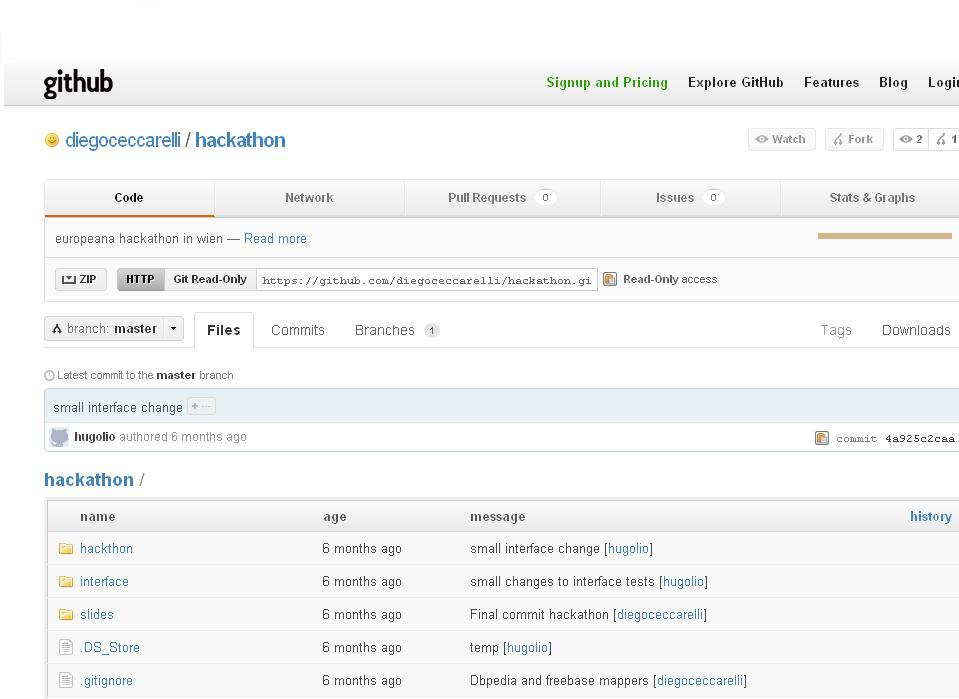 github
Signup and Pricing Explore GitHub Features Blog
diegoceccarelli / hackathon
Watch Fork 2 1
Code Network Pull Requests 0 Issues 0 Stats & Graphs
europeana hackathon in wien — Read more
ZIP HTTP Git Read-Only https://github.com/diegoceccarelli/hackathon.gi Read-Only access
branch: master Files Commits Branches 1 Tags Downloads
Latest commit to the master branch
small interface change + ...
hugolio authored 6 months ago commit 4a925c2caa
hackathon /
name age message history
hackthon 6 months ago small interface change [hugolio]
interface 6 months ago small changes to interface tests [hugolio]
slides 6 months ago Final commit hackathon [diegoceccarelli]
.DS_Store 6 months ago temp [hugolio]
.gitignore 6 months ago Dbpedia and freebase mappers [diegoceccarelli]